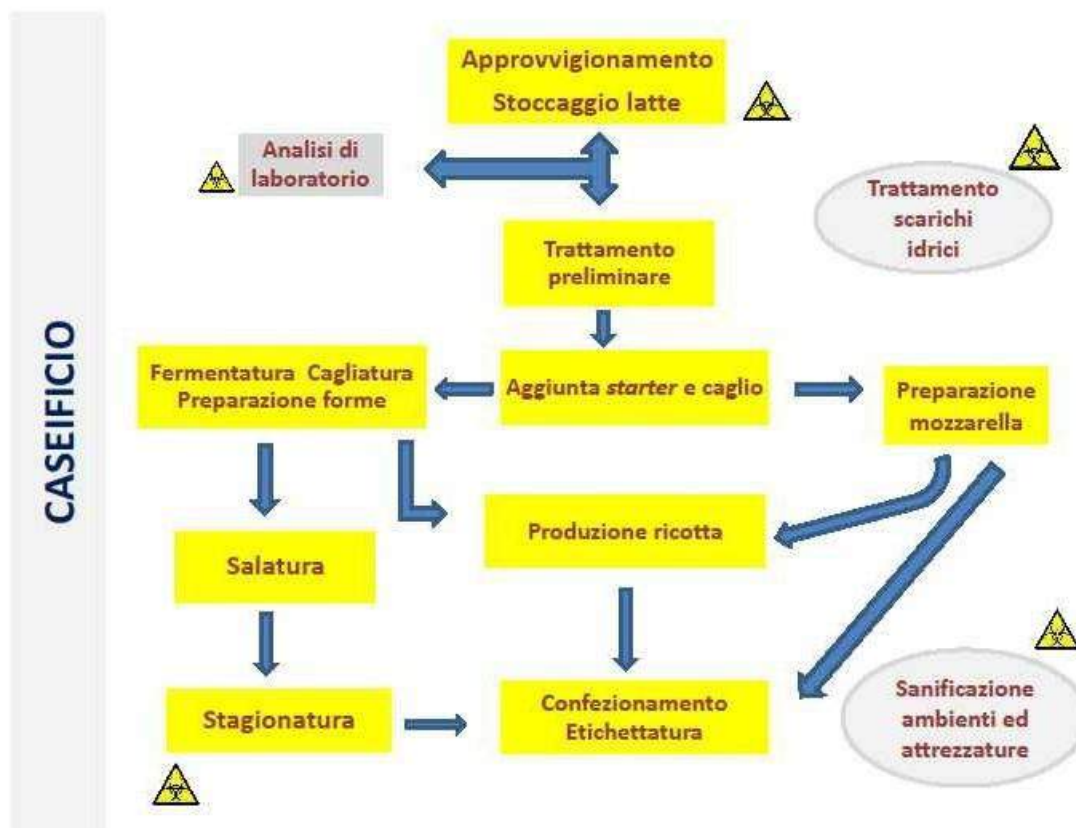 CASEIFICIO
Approvvigionamento
Stoccaggio latte
Analisi di
laboratorio
Trattamento
scarichi
idrici
Trattamento
preliminare
Fermentatura Cagliatura
Preparazione forme
Aggiunta starter e caglio
Preparazione
mozzarella
Produzione ricotta
Salatura
Stagionatura
Confezionamento
Etichettatura
Sanificazione
ambienti ed
attrezzature